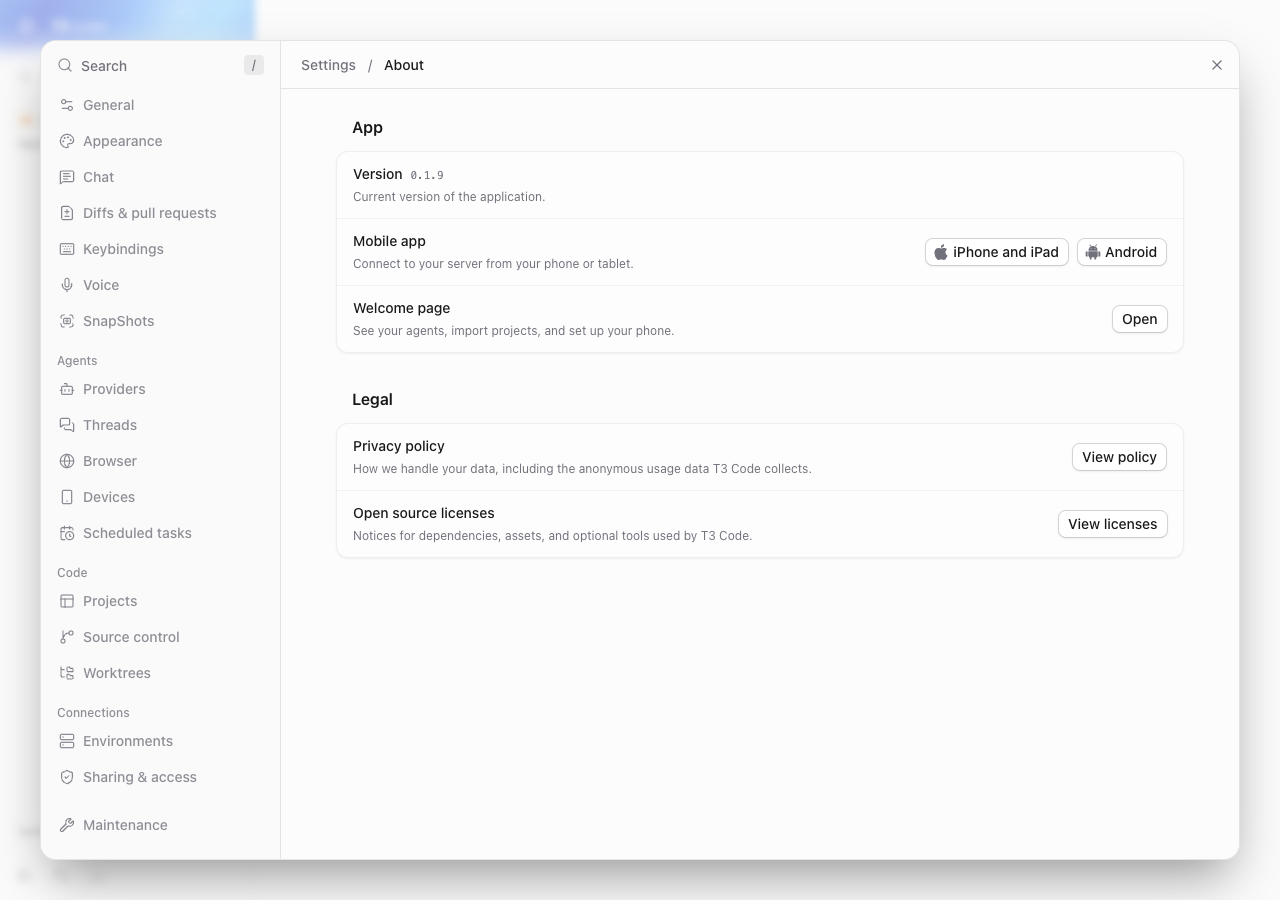 Search /
General
Appearance
Chat
Diffs & pull requests
Keybindings
Voice
SnapShots
Agents
Providers
Threads
Browser
Devices
Scheduled tasks
Code
Projects
Source control
Worktrees
Connections
Environments
Sharing & access
Maintenance
Settings / About
App
Version 0.1.9
Current version of the application.
Mobile app
Connect to your server from your phone or tablet.
iPhone and iPad
Android
Welcome page
See your agents, import projects, and set up your phone.
Open
Legal
Privacy policy
How we handle your data, including the anonymous usage data T3 Code collects.
View policy
Open source licenses
Notices for dependencies, assets, and optional tools used by T3 Code.
View licenses